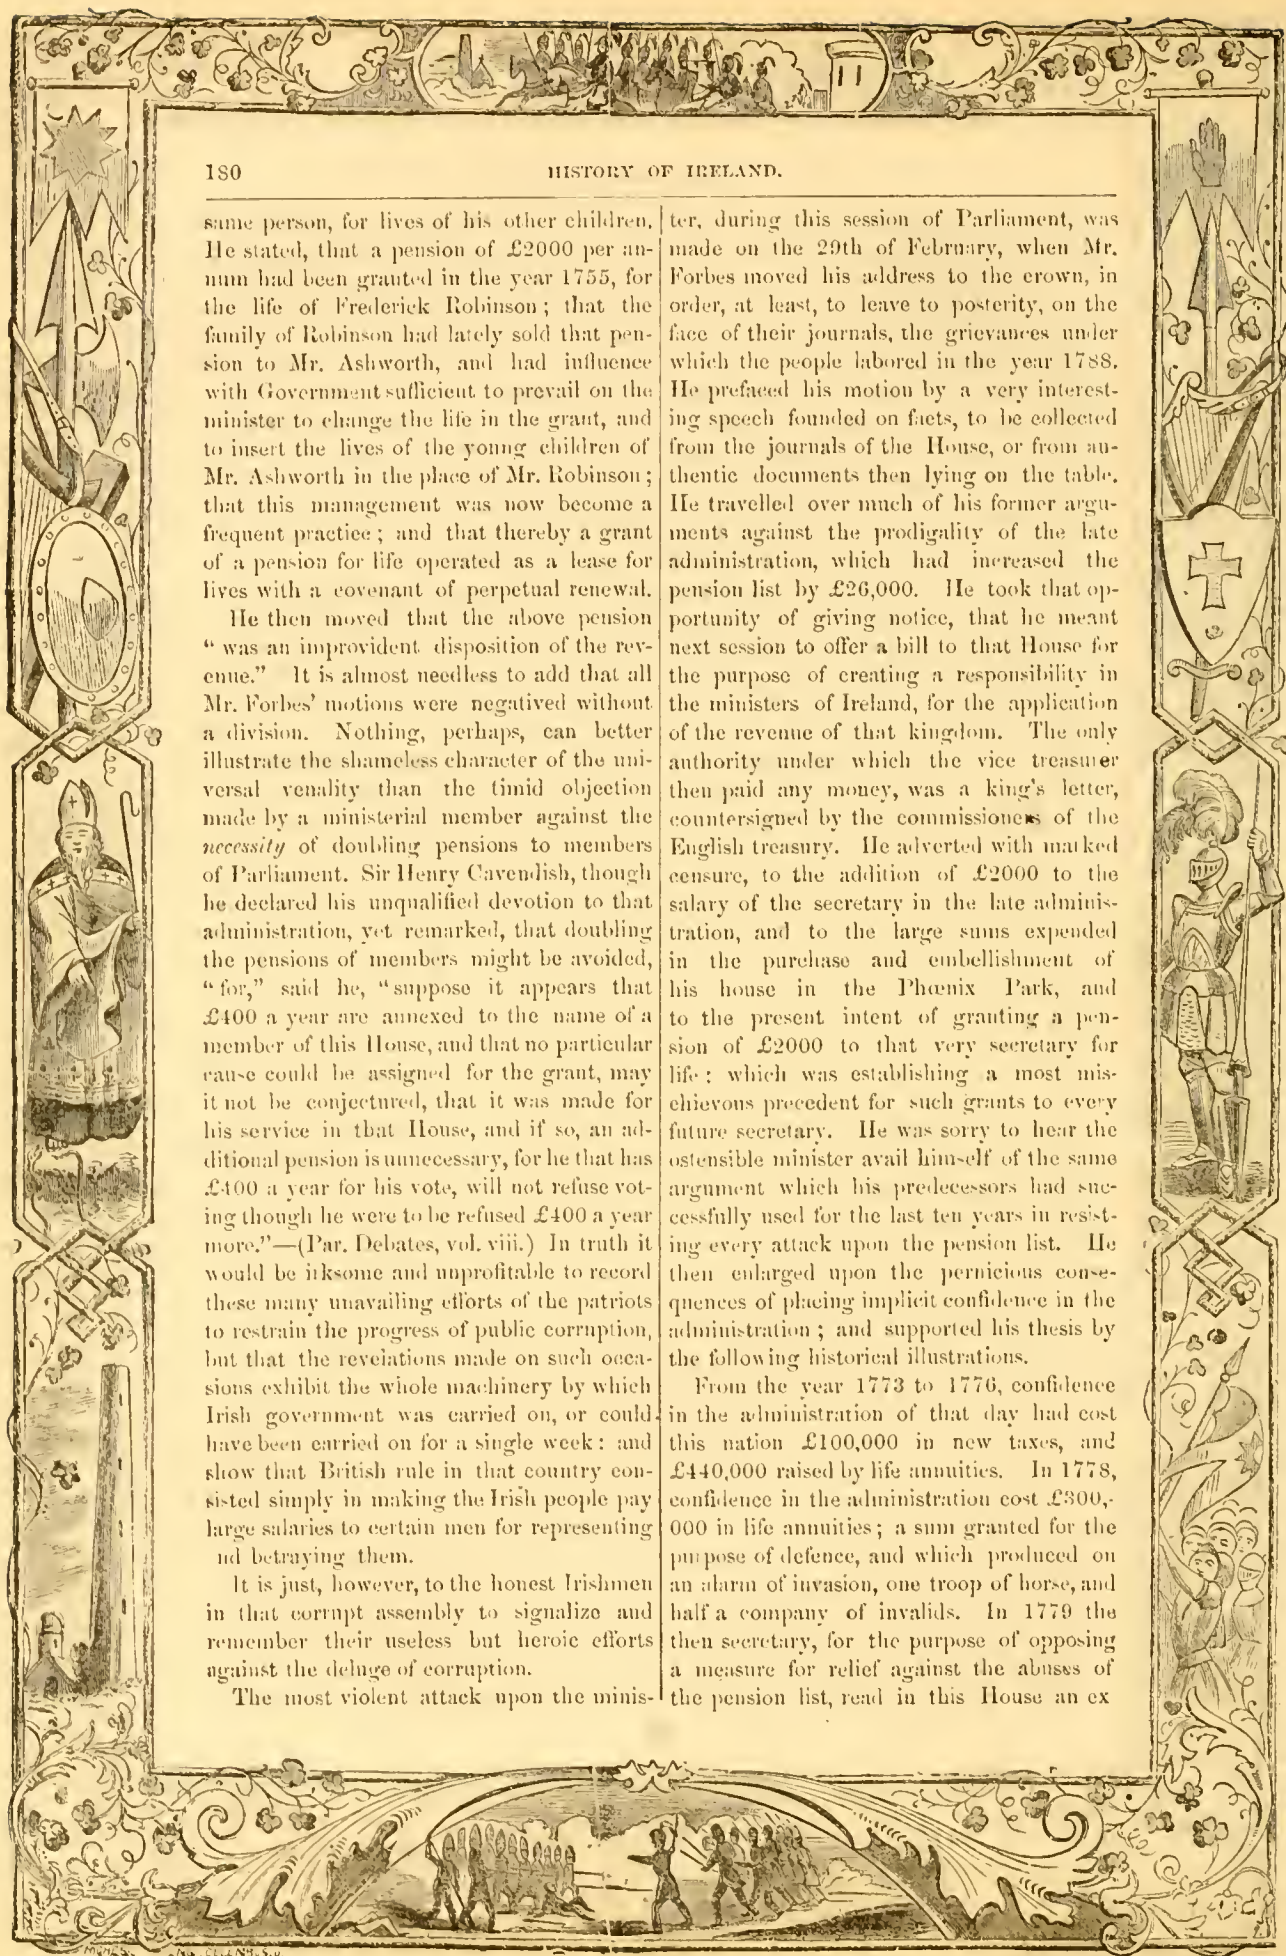 180
HISTORY OF IRELAND.
same person, for lives of his other children.
He stated, that a pension of £2000 per an-
num had been granted in the year 1755, for
the life of Frederick Robinson; that the
family of Robinson had lately sold that pen-
sion to Mr. Ashworth, and had influence
with Government sufficient to prevail on the
minister to change the life in the grant, and
to insert the lives of the young children of
Mr. Ashworth in the place of Mr. Robinson;
that this management was now become a
frequent practice; and that thereby a grant
of a pension for life operated as a lease for
lives with a covenant of perpetual renewal.
He then moved that the above pension
“ was an improvident disposition of the rev-
enue.” It is almost needless to add that all
Mr. Forbes' motions were negatived without
a division. Nothing, perhaps, can better
illustrate the shameless character of the uni-
versal venality than the timid objection
made by a ministerial member against the
necessity of doubling pensions to members
of Parliament. Sir Henry Cavendish, though
he declared his unqualified devotion to that
administration, yet remarked, that doubling
the pensions of members might be avoided,
“ for,” said he, “ suppose it appears that
£400 a year are annexed to the name of a
member of this House, and that no particular
cause could be assigned for the grant, may
it not be conjectured, that it was made for
his service in that House, and if so, an ad-
ditional pension is unnecessary, for he that has
£400 a year for his vote, will not refuse vot-
ing though he were to be refused £400 a year
more.”—(Par. Debates, vol. viii.) In truth it
would be irksome and unprofitable to record
these many unavailing efforts of the patriots
to restrain the progress of public corruption,
but that the revelations made on such occa-
sions exhibit the whole machinery by which
Irish government was carried on, or could
have been carried on for a single week: and
show that British rule in that country con-
sisted simply in making the Irish people pay
large salaries to certain men for representing
nd betraying them.
It is just, however, to the honest Irishmen
in that corrupt assembly to signalize and
remember their useless but heroic efforts
against the deluge of corruption.
The most violent attack upon the minis-
ter, during this session of Parliament, was
made on the 29th of February, when Mr.
Forbes moved his address to the crown, in
order, at least, to leave to posterity, on the
face of their journals, the grievances under
which the people labored in the year 1788.
He prefaced his motion by a very interest-
ing speech founded on facts, to be collected
from the journals of the House, or from au-
thentic documents then lying on the table.
He travelled over much of his former argu-
ments against the prodigality of the late
administration, which had increased the
pension list by £26,000. He took that op-
portunity of giving notice, that he meant
next session to offer a bill to that House for
the purpose of creating a responsibility in
the ministers of Ireland, for the application
of the revenue of that kingdom. The only
authority under which the vice treasurer
then paid any money, was a king's letter,
countersigned by the commissioners of the
English treasury. He adverted with marked
censure, to the addition of £2000 to the
salary of the secretary in the late adminis-
tration, and to the large sums expended
in the purchase and embellishment of
his house in the Phœnix Park, and
to the present intent of granting a pen-
sion of £2000 to that very secretary for
life: which was establishing a most mis-
chievous precedent for such grants to every
future secretary. He was sorry to hear the
ostensible minister avail himself of the same
argument which his predecessors had suc-
cessfully used for the last ten years in resist-
ing every attack upon the pension list. He
then enlarged upon the pernicious conse-
quences of placing implicit confidence in the
administration; and supported his thesis by
the following historical illustrations.
From the year 1773 to 1776, confidence
in the administration of that day had cost
this nation £100,000 in new taxes, and
£440,000 raised by life annuities. In 1778,
confidence in the administration cost £300,-
000 in life annuities; a sum granted for the
purpose of defence, and which produced on
an alarm of invasion, one troop of horse, and
half a company of invalids. In 1779 the
then secretary, for the purpose of opposing
a measure for relief against the abuses of
the pension list, read in this House an ex